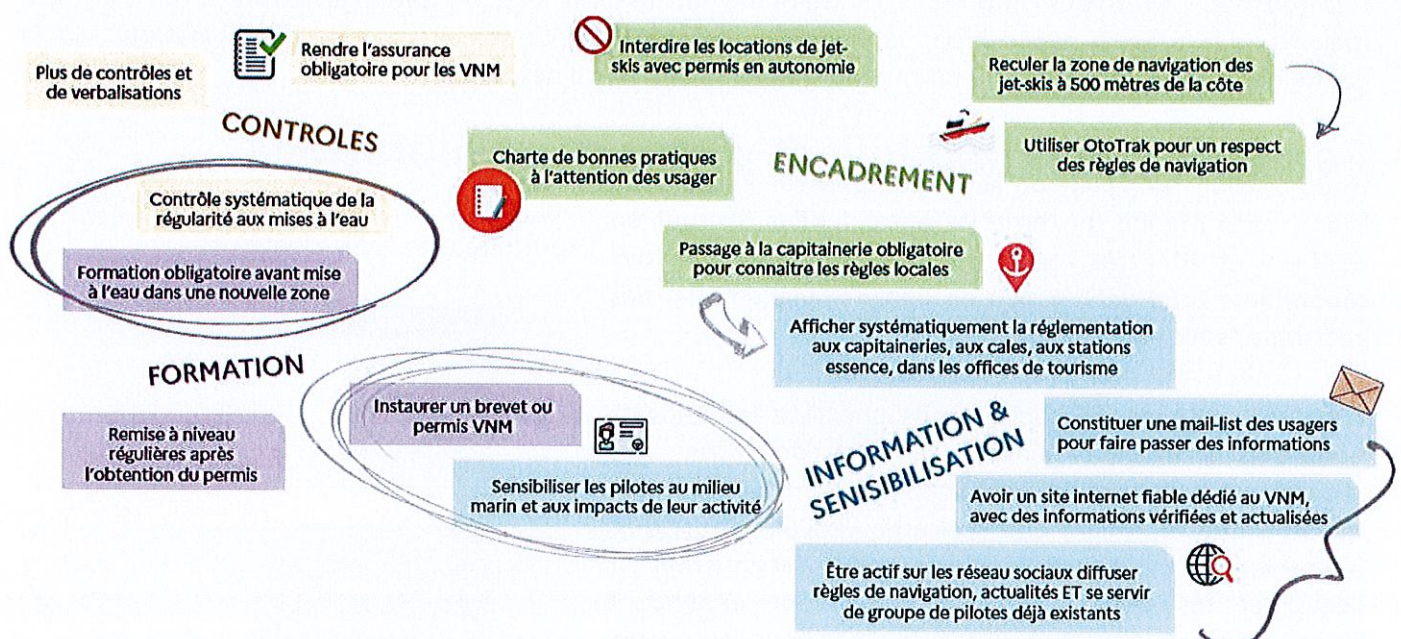 Plus de contrôles et
de verbalisations
Rendre l'assurance
obligatoire pour les VNM
CONTROLES
Contrôle systématique de la
régularité aux mises à l'eau
Formation obligatoire avant mise
à l'eau dans une nouvelle zone
FORMATION
Remise à niveau
régulières après
l'obtention du permis
Instaurer un brevet ou
permis VNM
Sensibiliser les pilotes au milieu
marin et aux impacts de leur activité
Interdire les locations de jet-
skis avec permis en autonomie
Charte de bonnes pratiques
à l'attention des usager
ENCADREMENT
Reculer la zone de navigation des
jet-skis à 500 mètres de la côte
Utiliser OtoTrak pour un respect
des règles de navigation
Passage à la capitainerie obligatoire
pour connaitre les règles locales
Afficher systématiquement la réglementation
aux capitaineries, aux cales, aux stations
essence, dans les offices de tourisme
INFORMATION &
SENISIBILISATION
Constituer une mail-list des usagers
pour faire passer des informations
Avoir un site internet fiable dédié au VNM,
avec des informations vérifiées et actualisées
Être actif sur les réseau sociaux diffuser
règles de navigation, actualités ET se servir
de groupe de pilotes déjà existants